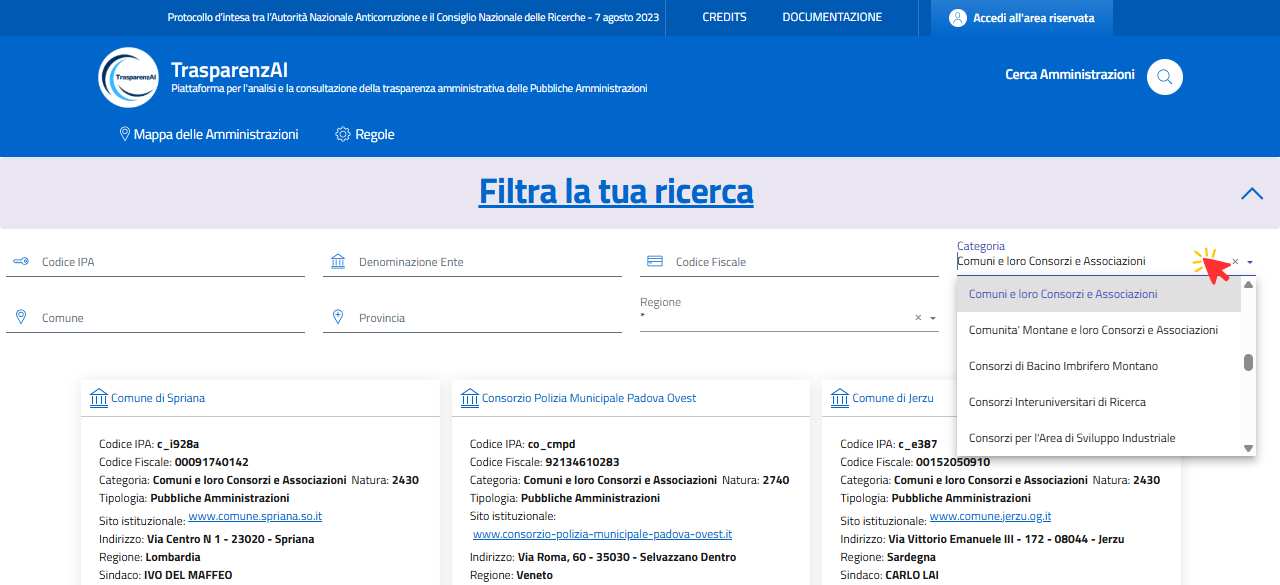 Protocollo d'intesa tra l'Autorità Nazionale Anticorruzione e il Consiglio Nazionale delle Ricerche - 7 agosto 2023
CREDITS
DOCUMENTAZIONE
Accedi all'area riservata
TrasparenzAI
TrasparenzAI
Piattaforma per l'analisi e la consultazione della trasparenza amministrativa delle Pubbliche Amministrazioni
Cerca Amministrazioni
Mappa delle Amministrazioni
Regole
Filtra la tua ricerca
Codice IPA
Denominazione Ente
Codice Fiscale
Categoria
Comuni e loro Consorzi e Associazioni
Comune
Provincia
Regione
*
Comuni e loro Consorzi e Associazioni
Comunita' Montane e loro Consorzi e Associazioni
Consorzi di Bacino Imbrifero Montano
Consorzi Interuniversitari di Ricerca
Consorzi per l'Area di Sviluppo Industriale
Comune di Spriana
Codice IPA: c_i928a
Codice Fiscale: 00091740142
Categoria: Comuni e loro Consorzi e Associazioni Natura: 2430
Tipologia: Pubbliche Amministrazioni
Sito istituzionale: www.comune.spriana.so.it
Indirizzo: Via Centro N 1 - 23020 - Spriana
Regione: Lombardia
Sindaco: IVO DEL MAFFEO
Consorzio Polizia Municipale Padova Ovest
Codice IPA: co_cmpd
Codice Fiscale: 92134610283
Categoria: Comuni e loro Consorzi e Associazioni Natura: 2740
Tipologia: Pubbliche Amministrazioni
Sito istituzionale:
www.consorzio-polizia-municipale-padova-ovest.it
Indirizzo: Via Roma, 60 - 35030 - Selvazzano Dentro
Regione: Veneto
Comune di Jerzu
Codice IPA: c_e387
Codice Fiscale: 00152050910
Categoria: Comuni e loro Consorzi e Associazioni Natura: 2430
Tipologia: Pubbliche Amministrazioni
Sito istituzionale: www.comune.jerzu.og.it
Indirizzo: Via Vittorio Emanuele III - 172 - 08044 - Jerzu
Regione: Sardegna
Sindaco: CARLO LAI